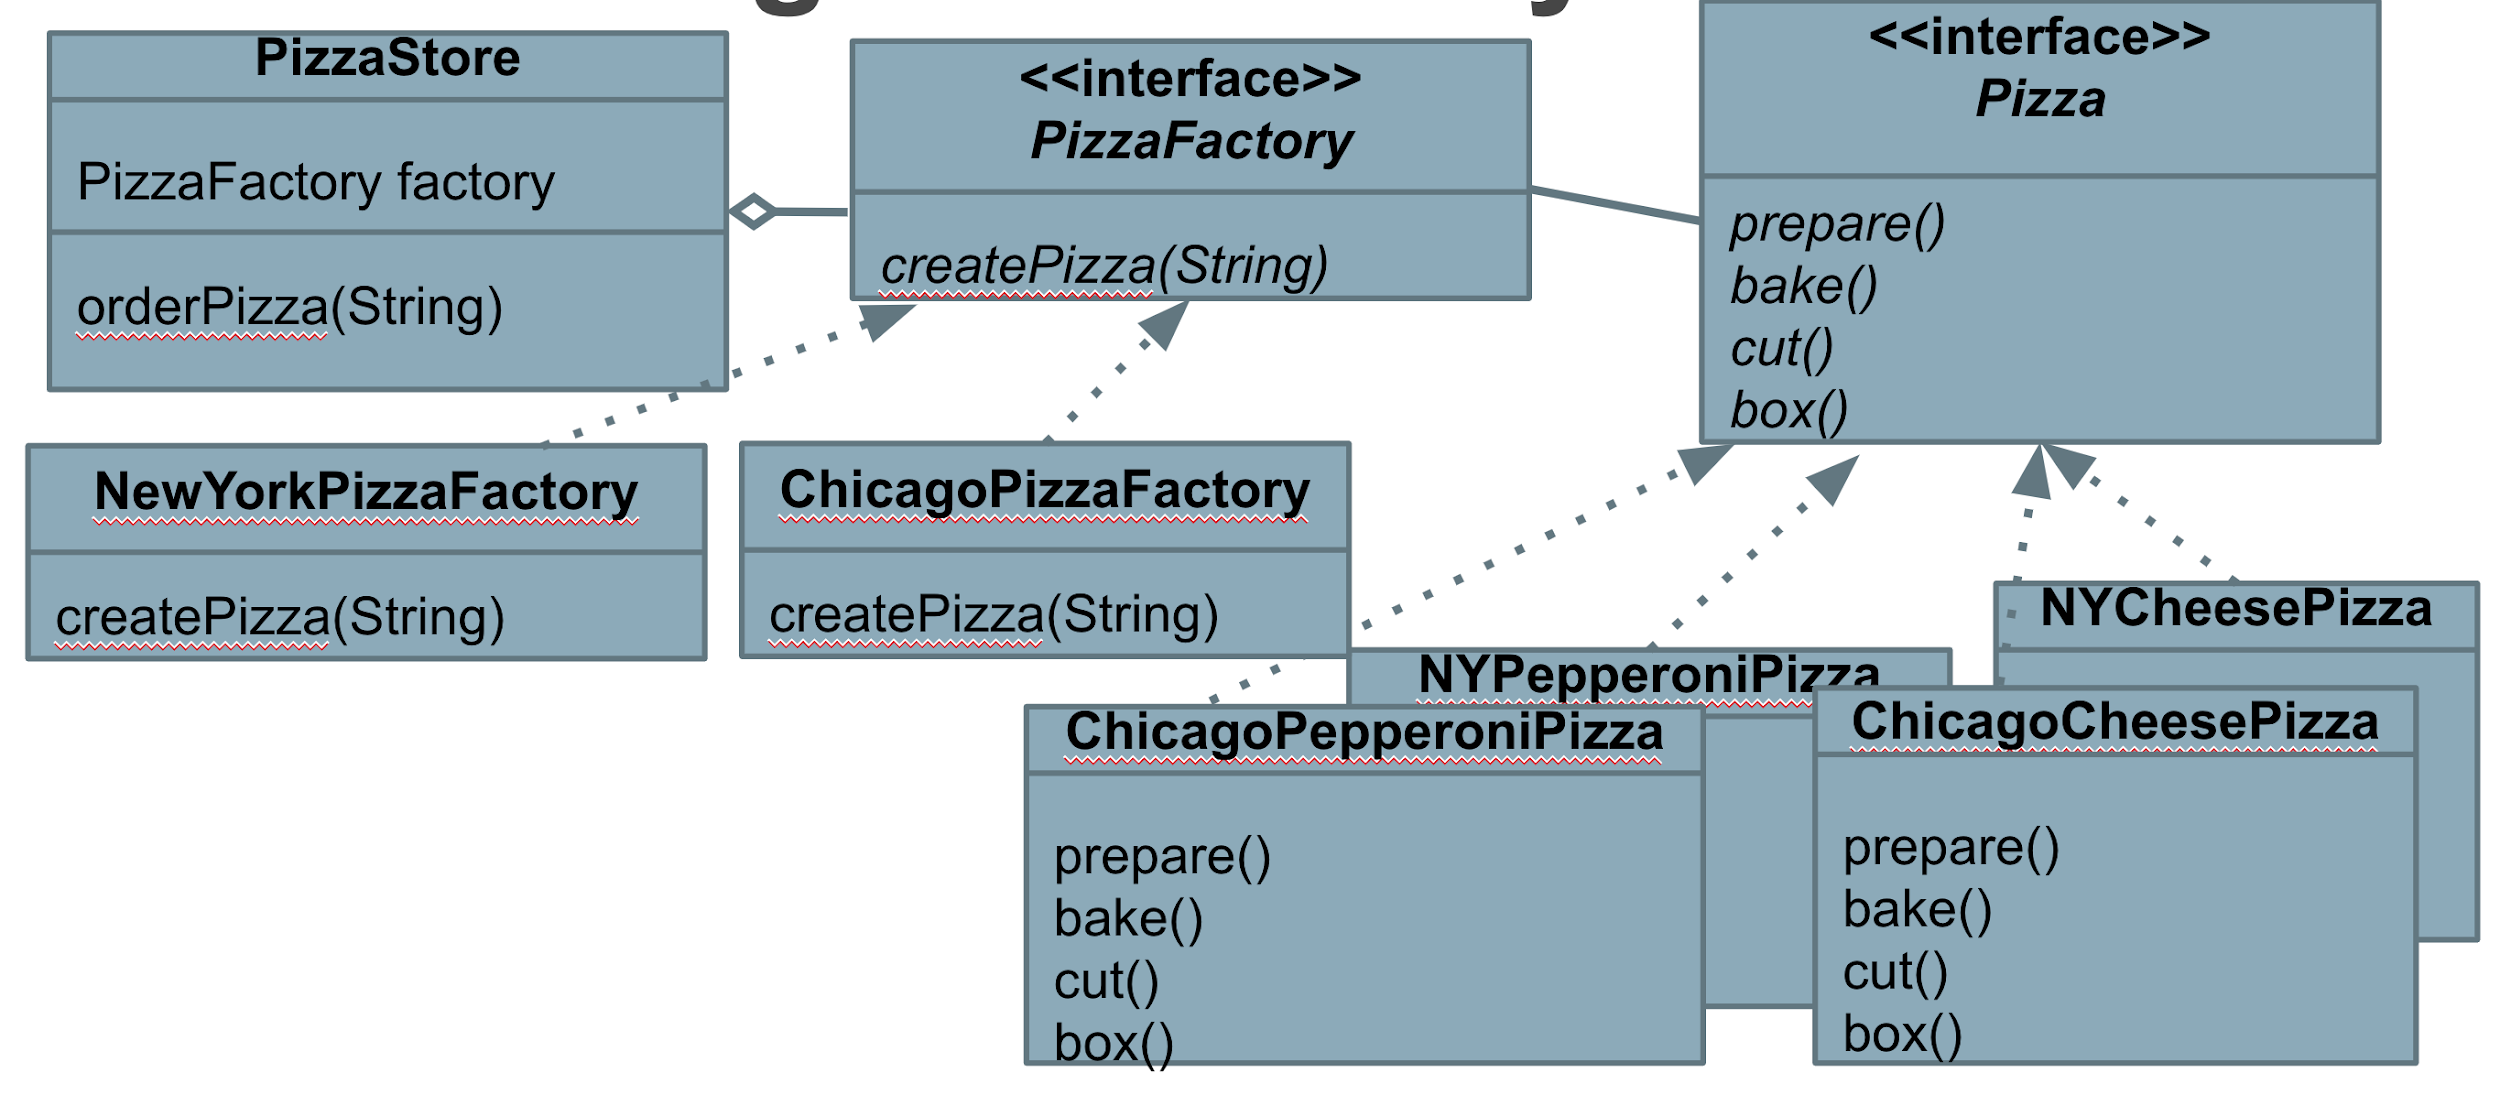 PizzaStore
PizzaFactory factory
orderPizza(String)
<<interface>>
PizzaFactory
createPizza(String)
<<interface>>
Pizza
prepare()
bake()
cut()
box()
NewYorkPizzaFactory
createPizza(String)
ChicagoPizzaFactory
createPizza(String)
NYPepperoniPizza
ChicagoPepperoniPizza
prepare()
bake()
cut()
box()
NYCheesePizza
ChicagoCheesePizza
prepare()
bake()
cut()
box()